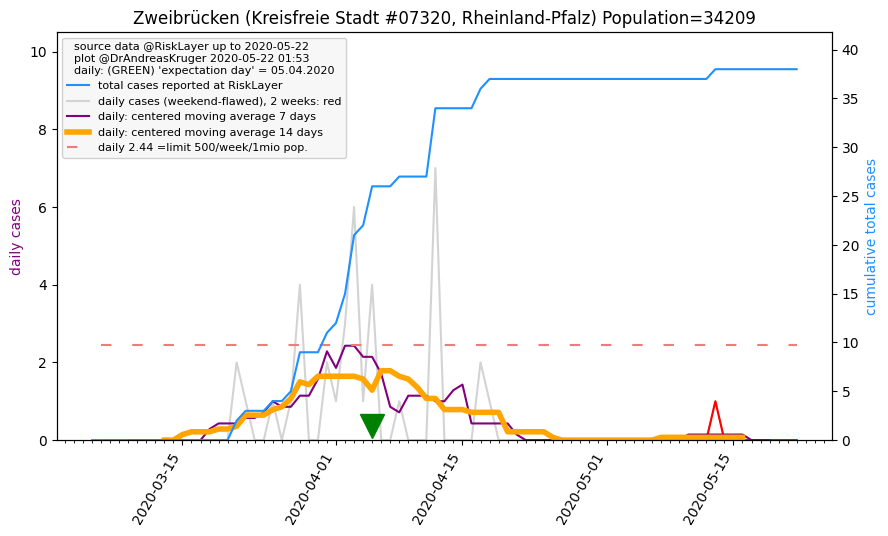 Zweibrücken (Kreisfreie Stadt #07320, Rheinland-Pfalz) Population=34209
source data @RiskLayer up to 2020-05-22
plot @DrAndreasKruger 2020-05-22 01:53
daily: (GREEN) 'expectation day' = 05.04.2020
total cases reported at RiskLayer
daily cases (weekend-flawed), 2 weeks: red
daily: centered moving average 7 days
daily: centered moving average 14 days
daily 2.44 =limit 500/week/1mio pop.
daily cases
10
8
6
4
2
0
cumulative total cases
40
35
30
25
20
15
10
5
0
2020-03-15
2020-04-01
2020-04-15
2020-05-01
2020-05-15